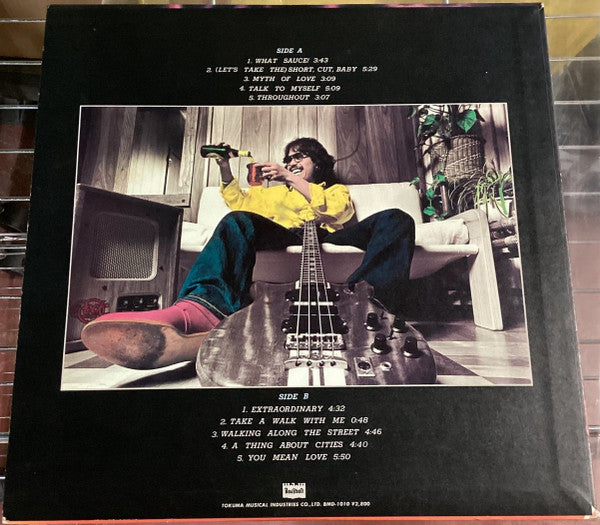 SIDE A
1. WHAT SAUCE! 3:43
2. (LET'S TAKE THE) SHORT, CUT, BABY 5:29
3. MYTH OF LOVE 3:09
4. TALK TO MYSELF 6:09
5. THROUGHOUT 3:07
SIDE B
1. EXTRAORDINARY 4:32
2. TAKE A WALK WITH ME 0:48
3. WALKING ALONG THE STREET 4:46
4. A THING ABOUT CITIES 4:40
5. YOU MEAN LOVE 5:50
TOKUMA MUSICAL INDUSTRIES CO., LTD. BMD-1010 ¥2,800